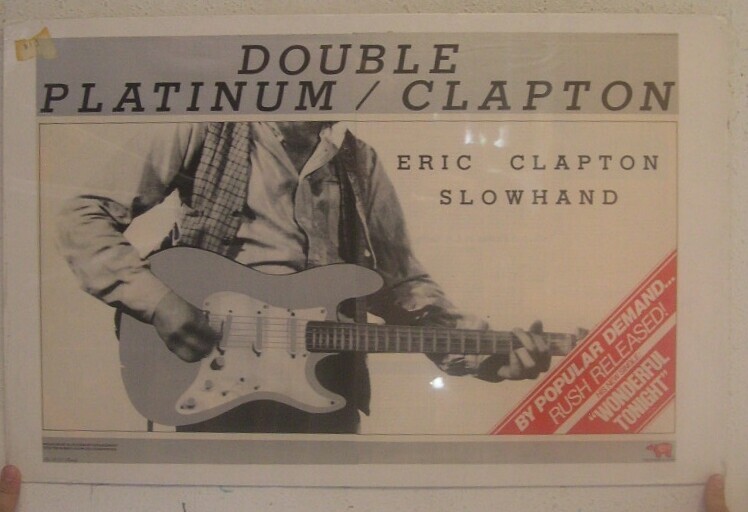 DOUBLE
PLATINUM / CLAPTON
ERIC CLAPTON
SLOWHAND
BY POPULAR DEMAND...
RUSH RELEASED!
"WONDERFUL
TONIGHT"